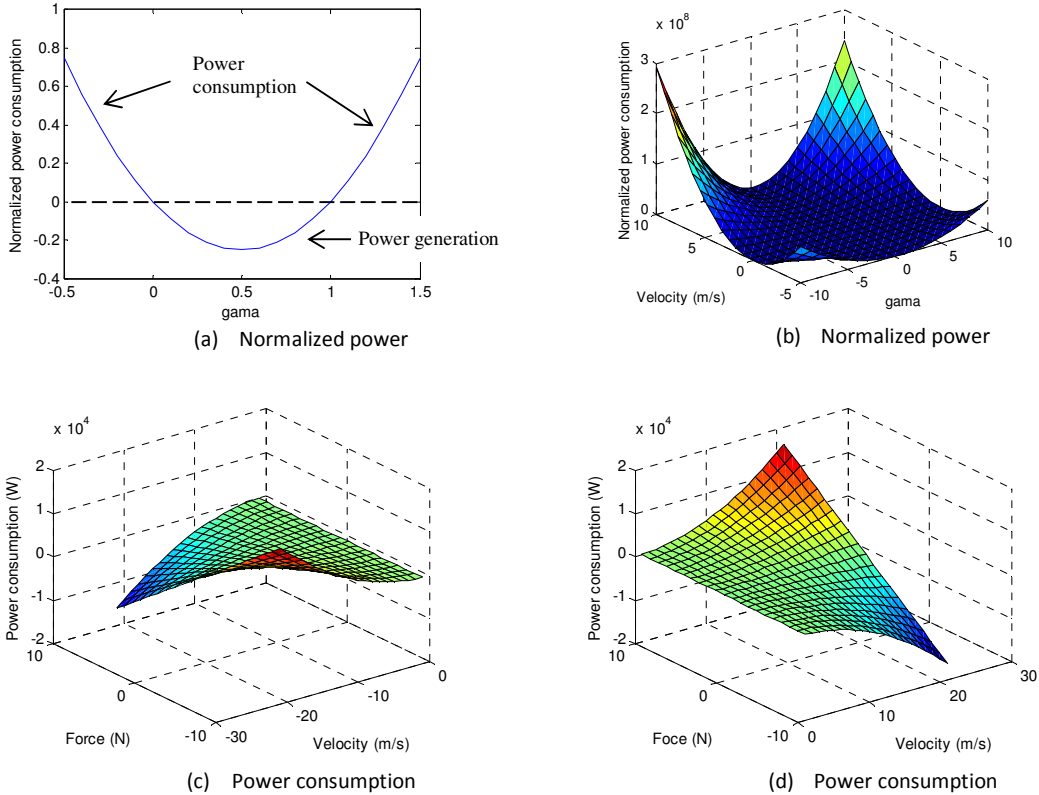 1
0.8
0.6
0.4
0.2
0
-0.2
-0.4
-0.5
0
0.5
1
1.5
Normalized power consumption
gama
Power
consumption
Power generation
(a) Normalized power
x 10^8
3
2
1
0
10
5
0
-5
-10
-5
0
5
10
Normalized power consumption
Velocity (m/s)
gama
(b) Normalized power
x 10^4
2
1
0
-1
-2
10
0
-10
-30
-20
-10
0
Power consumption (W)
Force (N)
Velocity (m/s)
(c) Power consumption
x 10^4
2
1
0
-1
-2
10
0
-10
0
10
20
30
Power consumption (W)
Foce (N)
Velocity (m/s)
(d) Power consumption